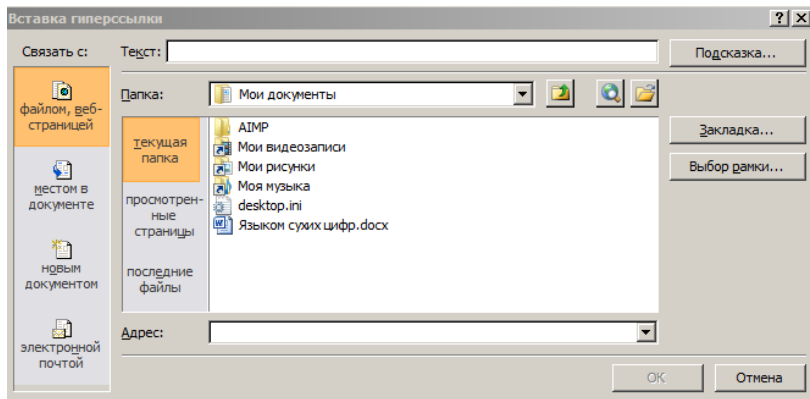 Вставка гиперссылки
Связать с:
Текст:
Подсказка...
файлом, веб-
страницей
местом в
документе
новым
документом
электронной
почтой
Папка:
Мои документы
текущая
папка
просмотрен-
ные
страницы
последние
файлы
AIMP
Мои видеозаписи
Мои рисунки
Моя музыка
desktop.ini
Языком сухих цифр.docx
Закладка...
Выбор рамки...
Адрес:
OK
Отмена